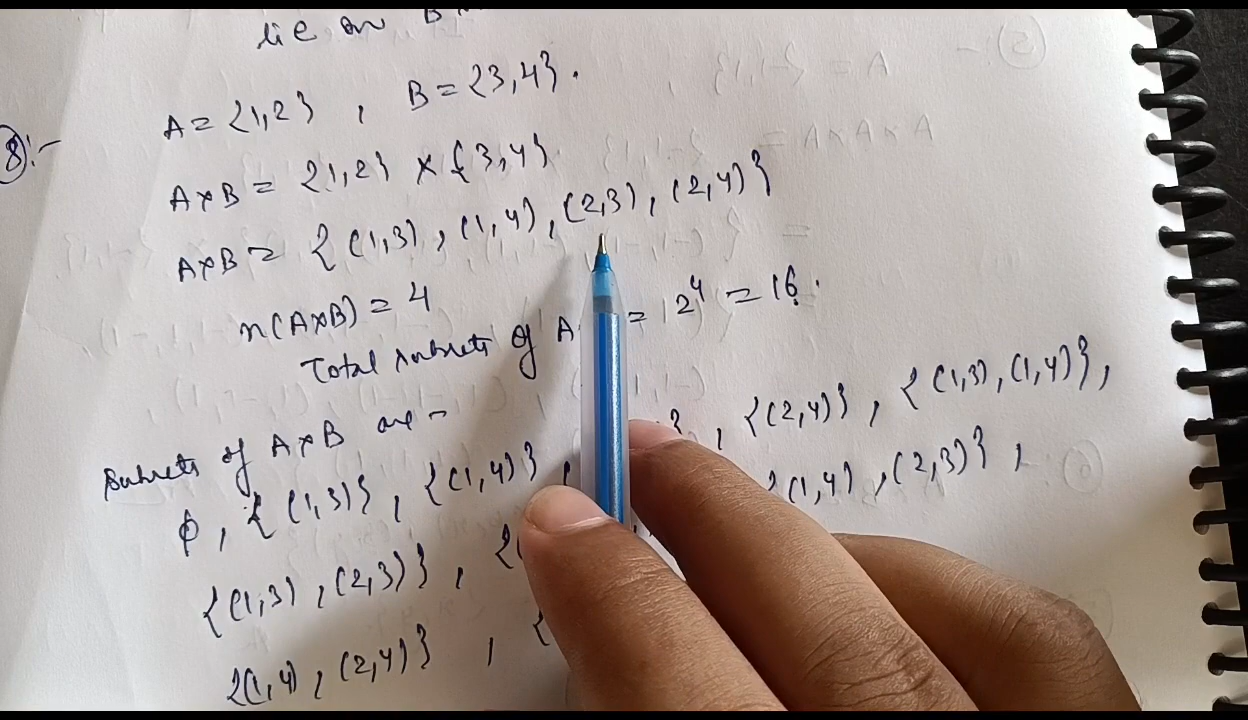 lie on B
8:- A = {1,2} , B = {3,4}.
A×B = {1,2} × {3,4}
A×B = { (1,3) , (1,4) , (2,3) , (2,4) }
n(A×B) = 4
Total subsets of A = 2⁴ = 16.
Subsets of A×B are -
ϕ , { (1,3) } , { (1,4) } , } , { (2,4) } , { (1,3) , (1,4) } ,
{ (1,3) , (2,3) } , { {(1,4) , (2,3) } ,
{(1,4) , (2,4) } , {